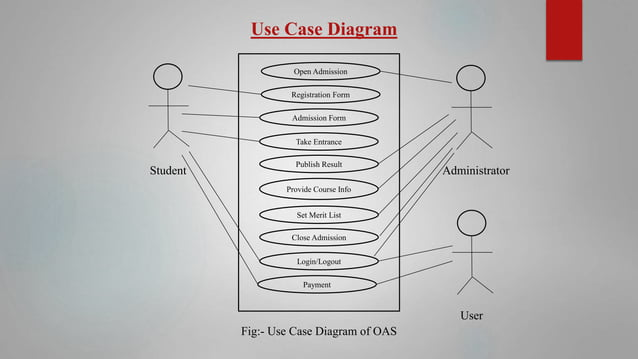 Use Case Diagram
Open Admission
Registration Form
Admission Form
Take Entrance
Publish Result
Student
Administrator
Provide Course Info
Set Merit List
Close Admission
Login/Logout
Payment
User
Fig:- Use Case Diagram of OAS